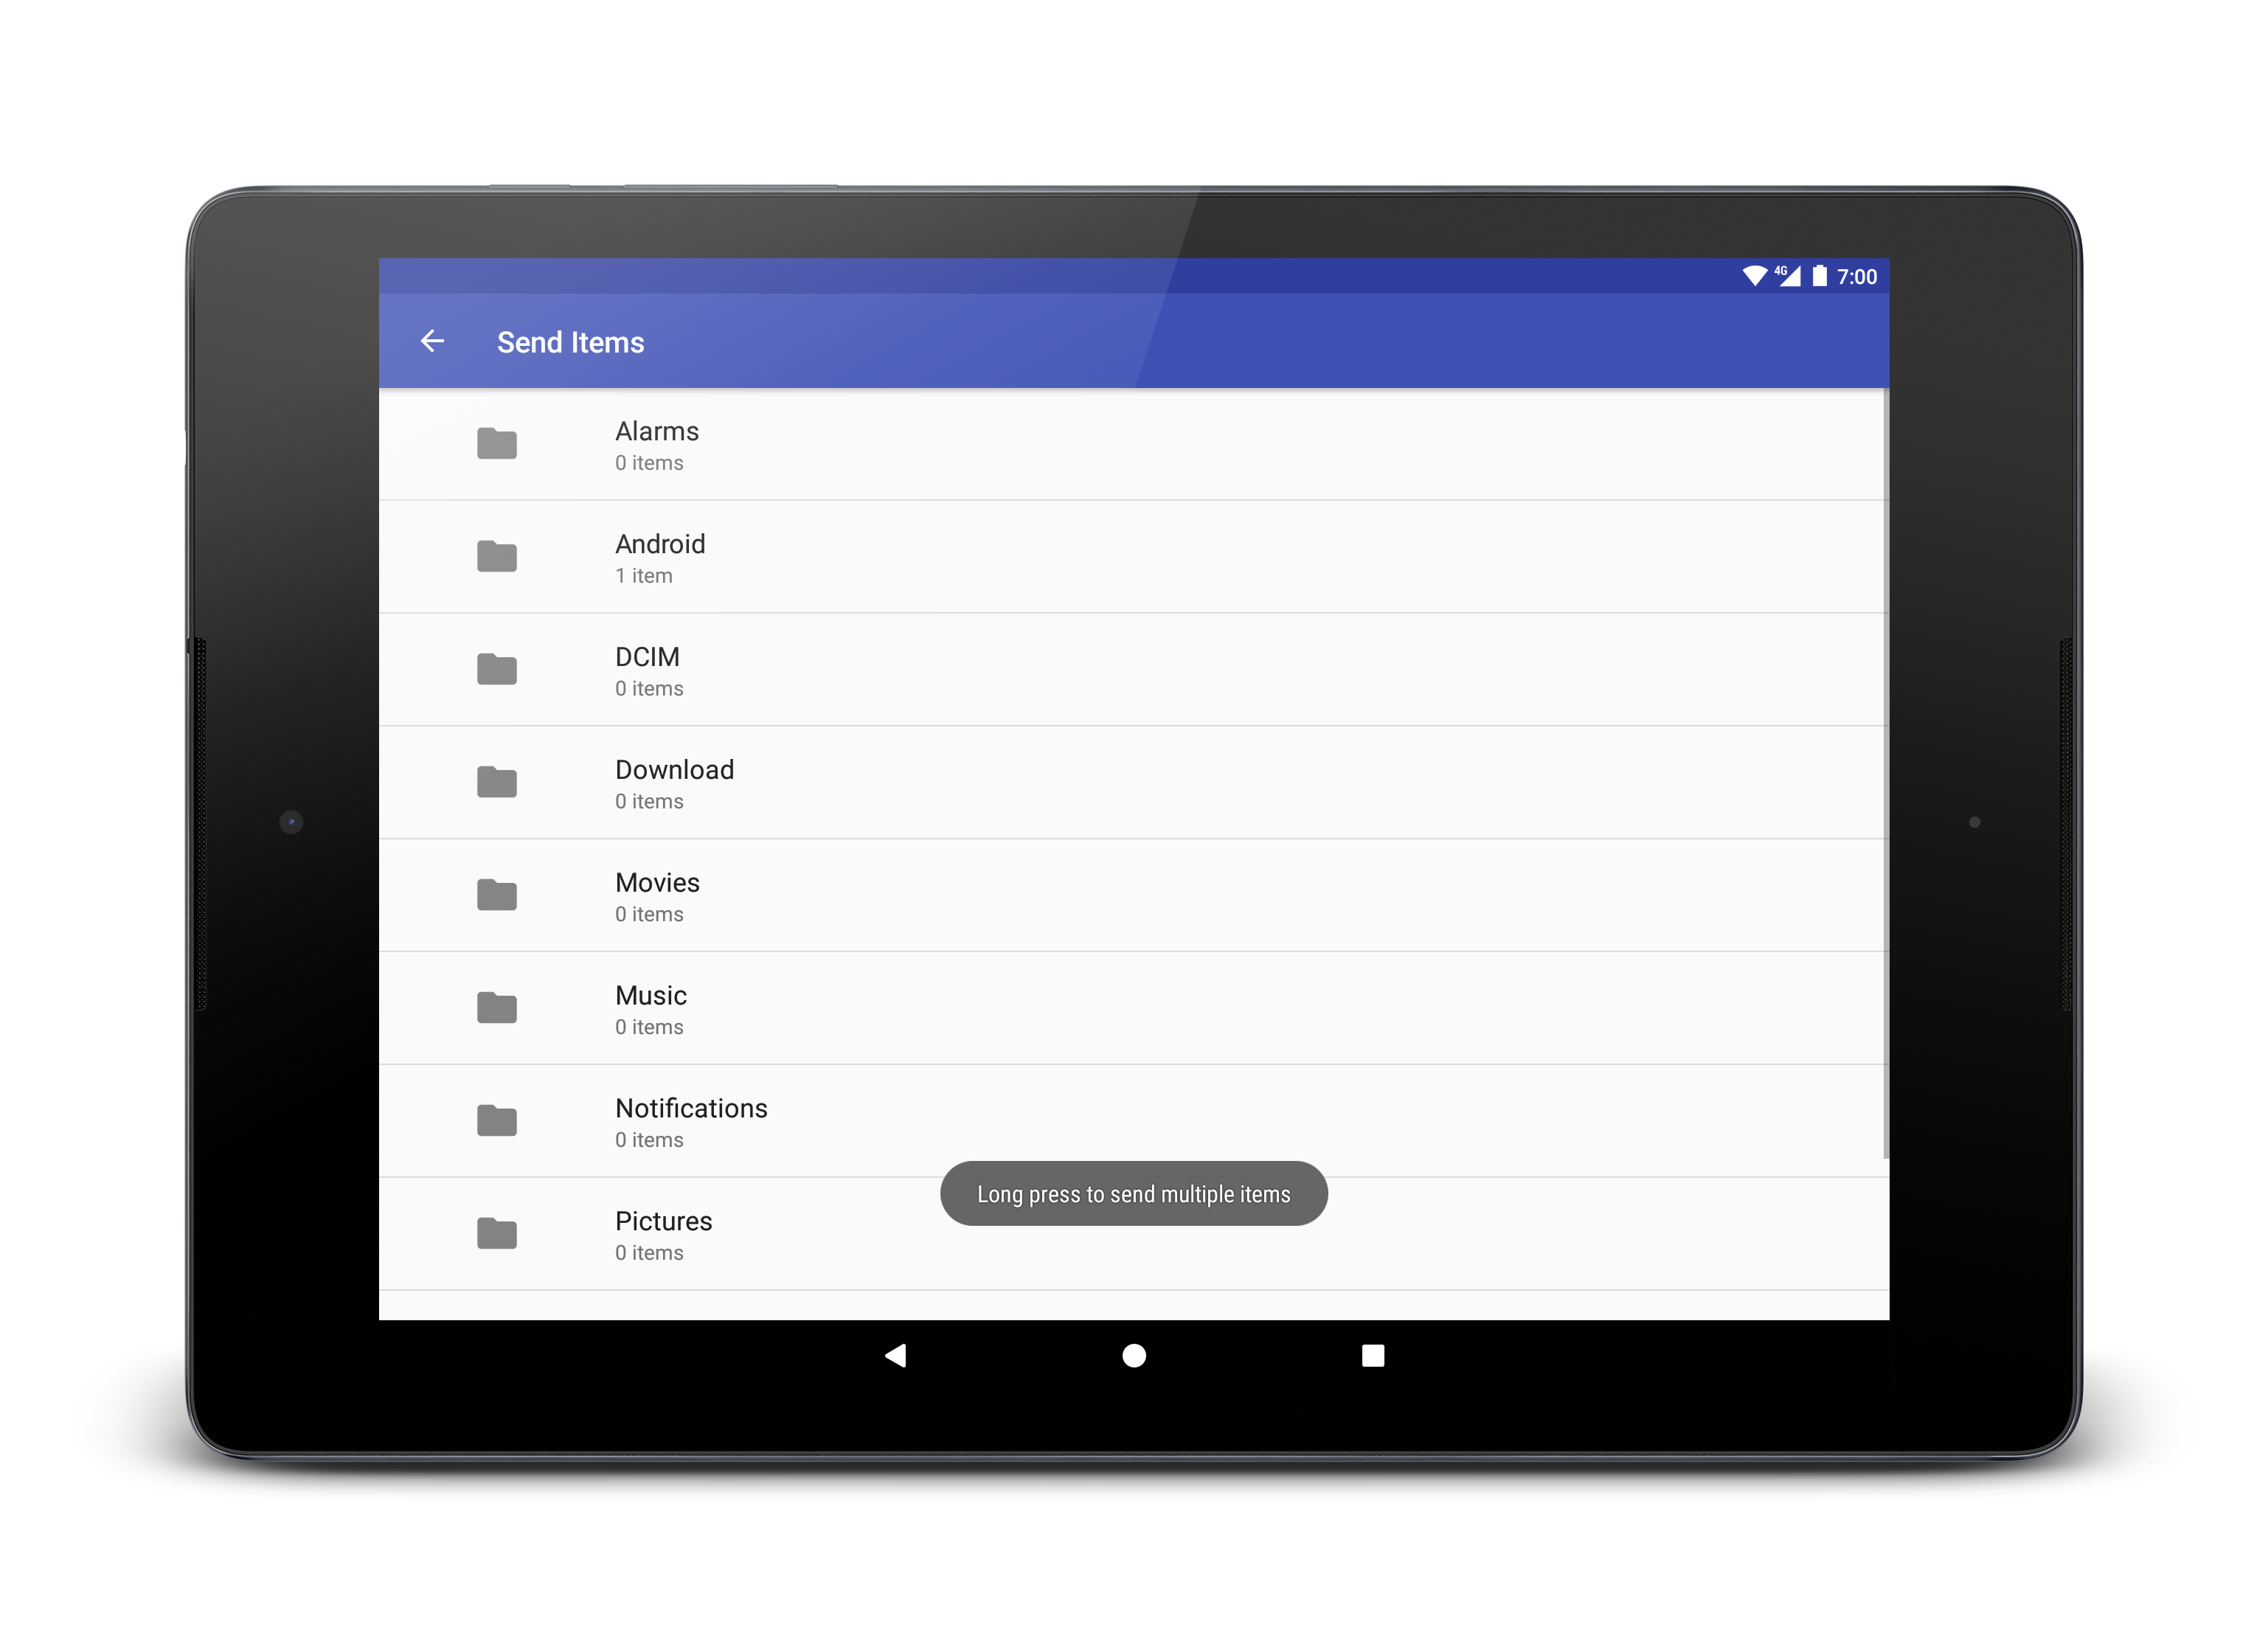 4G 7:00
Send Items
Alarms
0 items
Android
1 item
DCIM
0 items
Download
0 items
Movies
0 items
Music
0 items
Notifications
0 items
Long press to send multiple items
Pictures
0 items